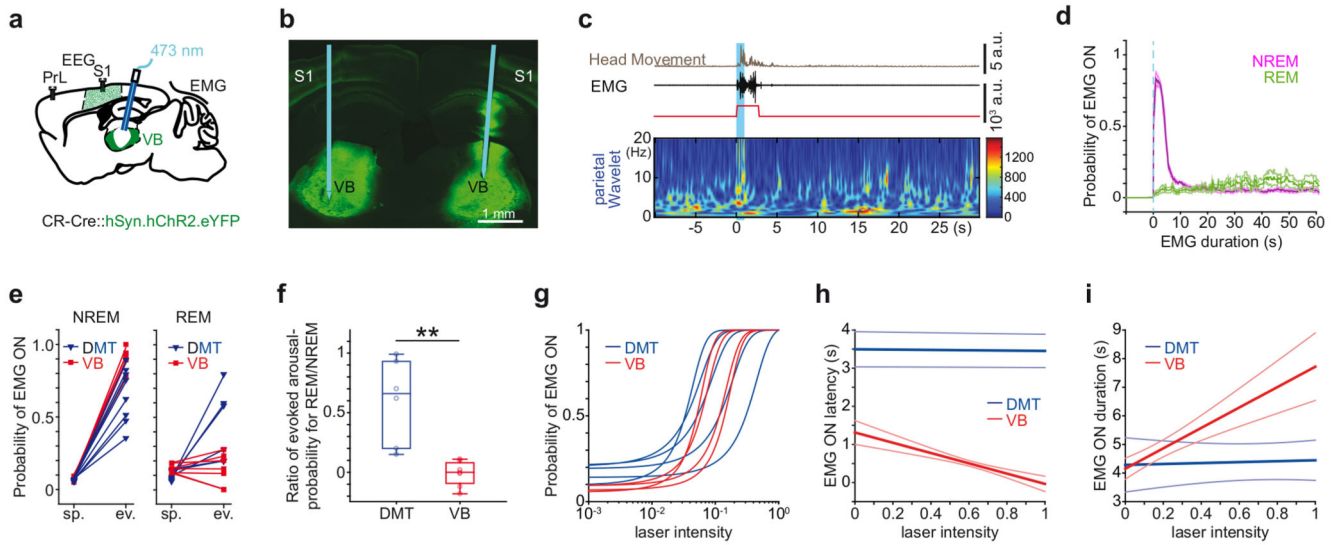 a
473 nm
EEG
PrL
S1
EMG
VB
CR-Cre::hSyn.hChR2.eYFP
b
S1
S1
VB
VB
1 mm
c
Head Movement
EMG
5 a.u.
10³ a.u.
parietal
Wavelet
20
(Hz)
10
0
1200
800
400
0
-5 0 5 10 15 20 25 (s)
d
Probability of EMG ON
NREM
REM
1
0.8
0.6
0.4
0.2
0
0 10 20 30 40 50 60
EMG duration (s)
e
NREM
REM
Probability of EMG ON
1.0
0.5
0
DMT
VB
DMT
VB
sp. ev. sp. ev.
f
Ratio of evoked arousal-
probability for REM/NREM
**
1
0.5
0
DMT VB
g
Probability of EMG ON
1
0.5
0
DMT
VB
10⁻³ 10⁻² 10⁻¹ 10⁰
laser intensity
h
EMG ON latency (s)
4
3
2
1
0
DMT
VB
0 0.2 0.4 0.6 0.8 1
laser intensity
i
EMG ON duration (s)
9
8
7
6
5
4
3
DMT
VB
0 0.2 0.4 0.6 0.8 1
laser intensity